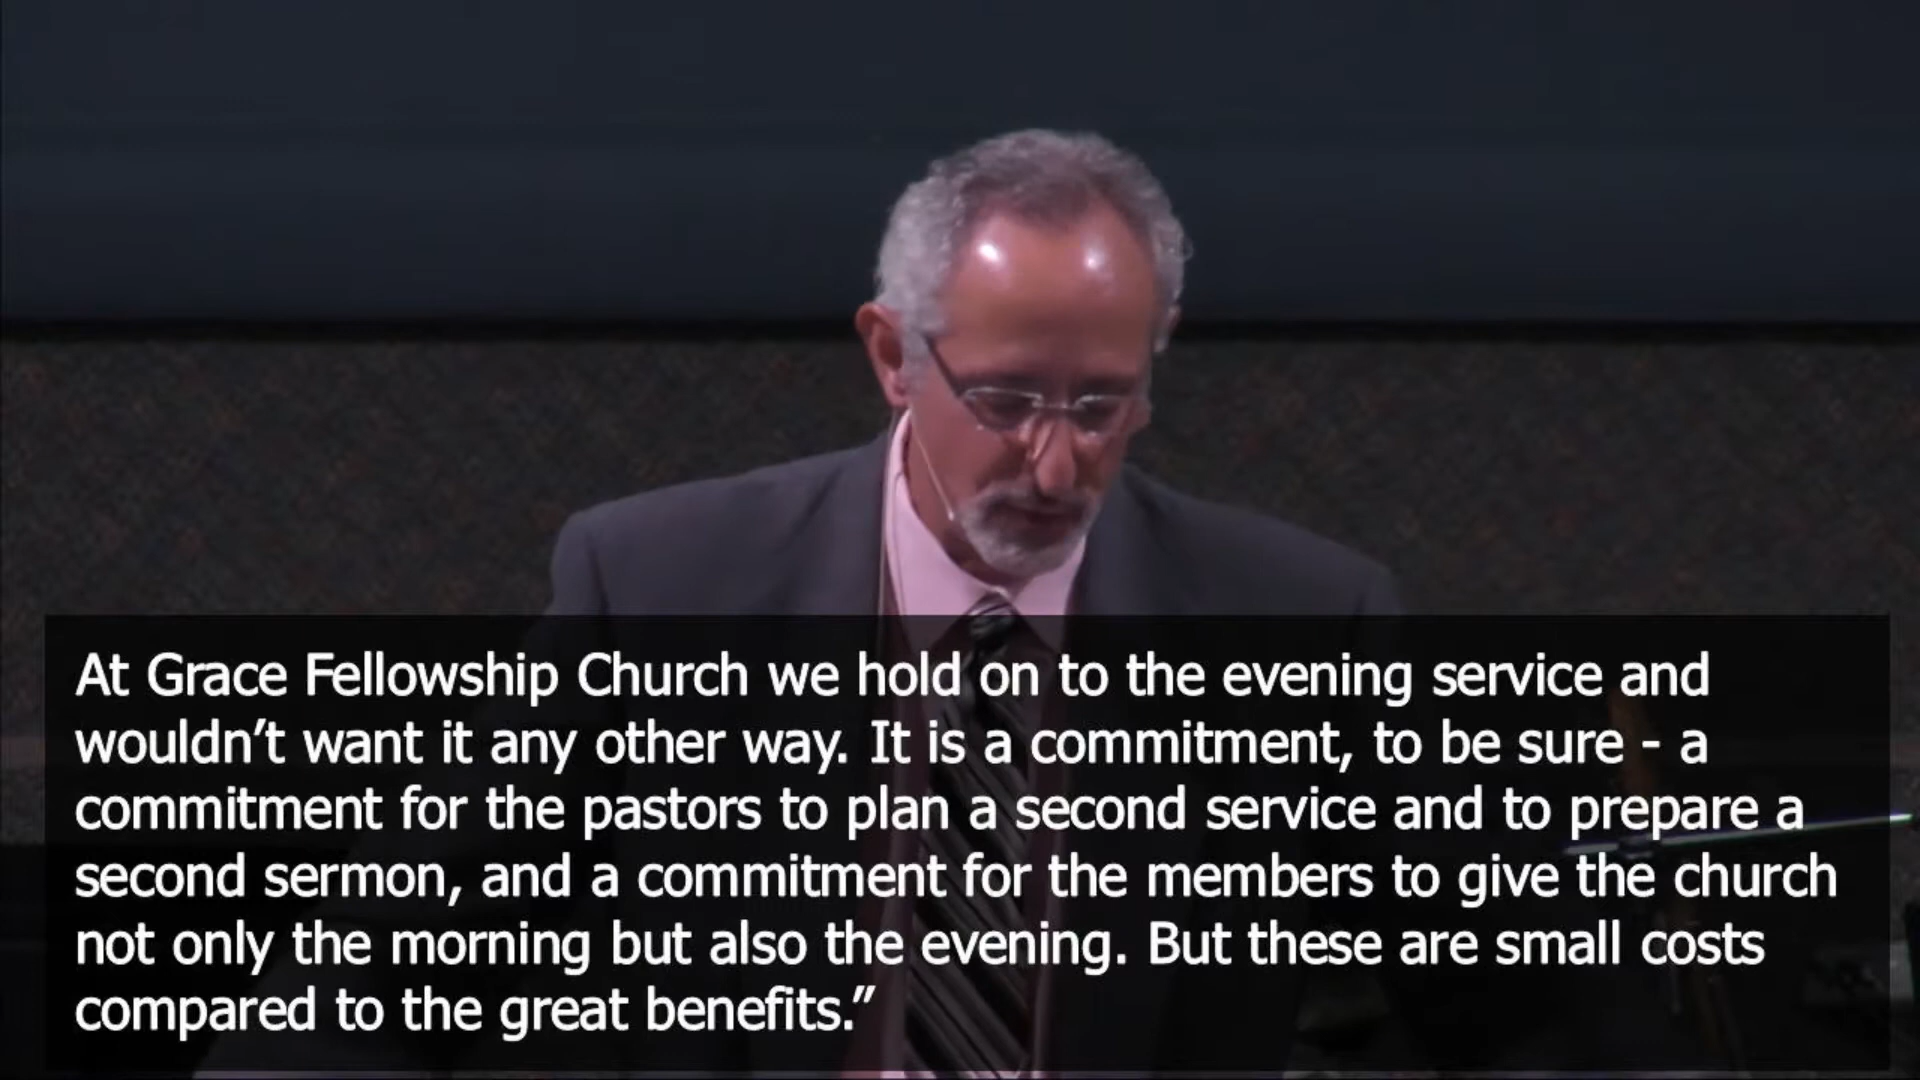 At Grace Fellowship Church we hold on to the evening service and
wouldn’t want it any other way. It is a commitment, to be sure - a
commitment for the pastors to plan a second service and to prepare a
second sermon, and a commitment for the members to give the church
not only the morning but also the evening. But these are small costs
compared to the great benefits.”